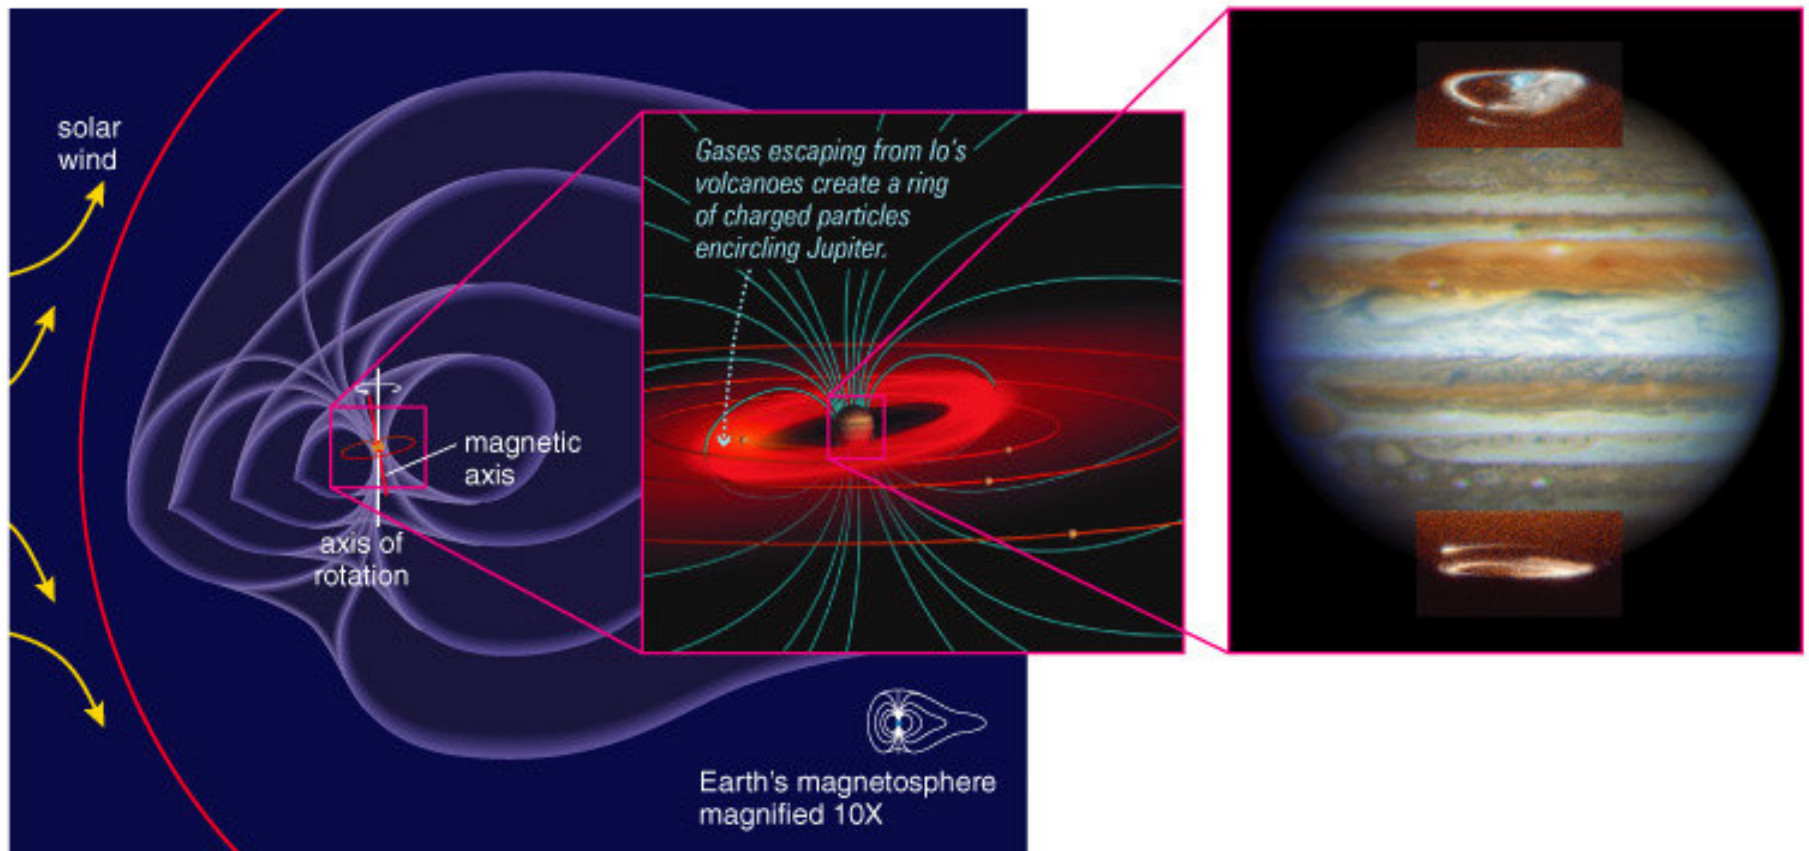 solar
wind
magnetic
axis
axis of
rotation
Gases escaping from Io's
volcanoes create a ring
of charged particles
encircling Jupiter.
Earth's magnetosphere
magnified 10X